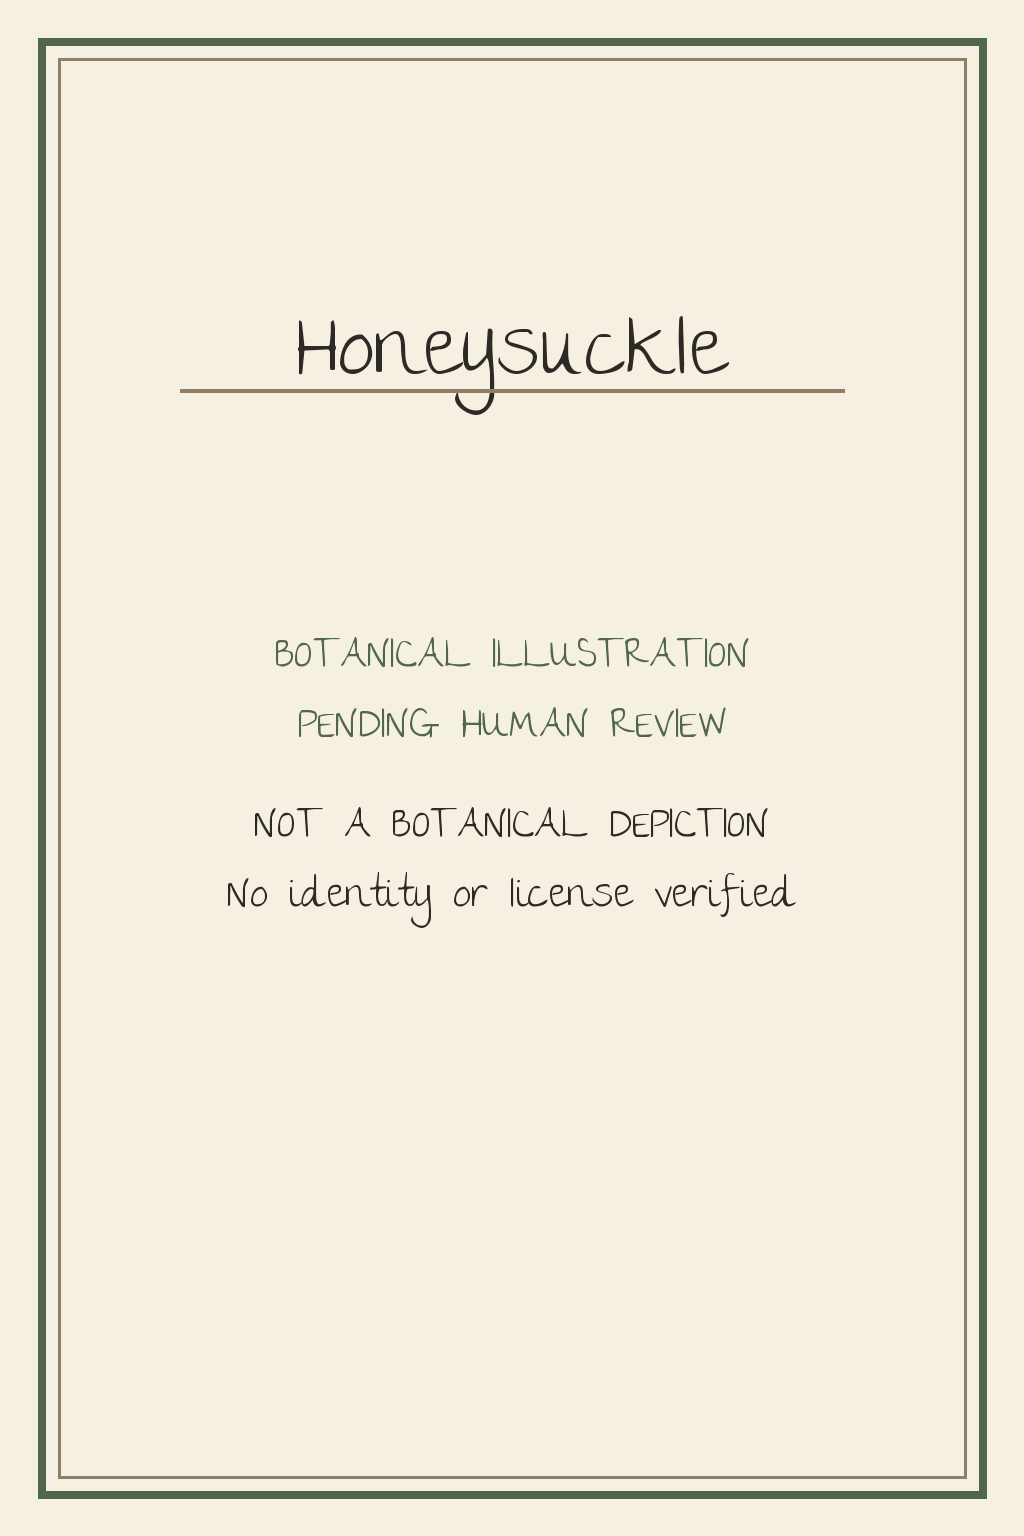 Honeysuckle
BOTANICAL ILLUSTRATION
PENDING HUMAN REVIEW
NOT A BOTANICAL DEPICTION
No identity or license verified